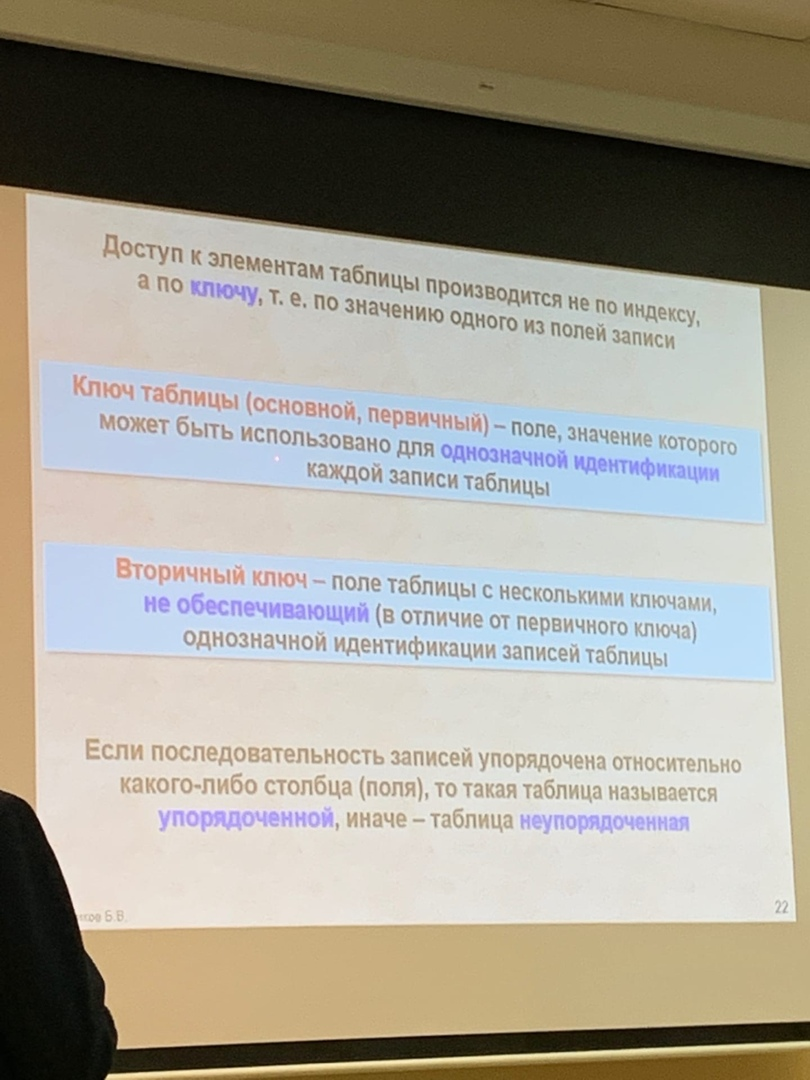 Доступ к элементам таблицы производится не по индексу,
а по ключу, т. е. по значению одного из полей записи
Ключ таблицы (основной, первичный) – поле, значение которого
может быть использовано для однозначной идентификации
каждой записи таблицы
Вторичный ключ – поле таблицы с несколькими ключами,
не обеспечивающий (в отличие от первичного ключа)
однозначной идентификации записей таблицы
Если последовательность записей упорядочена относительно
какого-либо столбца (поля), то такая таблица называется
упорядоченной, иначе – таблица неупорядоченная
Б.В.
22